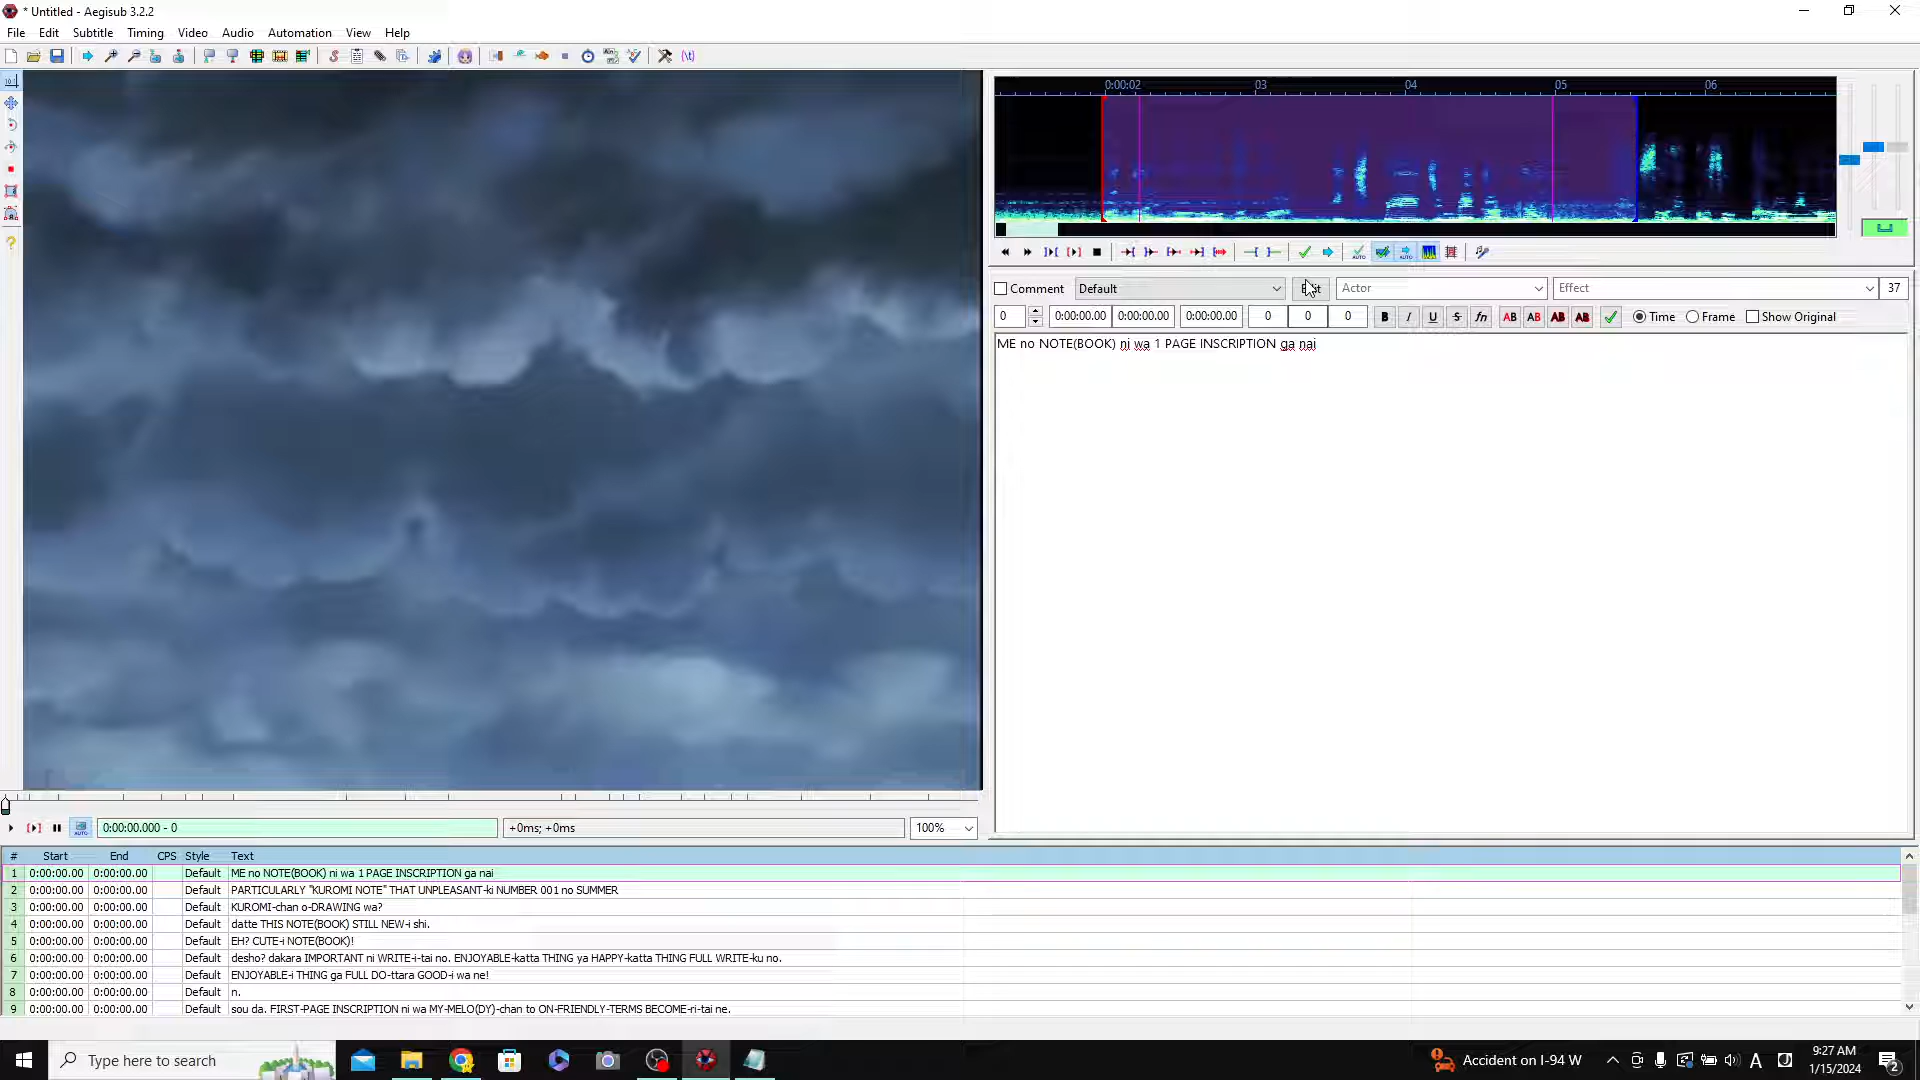 * Untitled - Aegisub 3.2.2
File Edit Subtitle Timing Video Audio Automation View Help
0:00:02 03 04 05 06
Comment Default Actor Effect 37
0 0:00:00.00 0:00:00.00 0:00:00.00 0 0 0 B I U S fn AB AB AB AB Time Frame Show Original
ME no NOTE(BOOK) ni wa 1 PAGE INSCRIPTION ga nai
0:00:00.000 - 0 +0ms; +0ms 100%
# Start End CPS Style Text
1 0:00:00.00 0:00:00.00 Default ME no NOTE(BOOK) ni wa 1 PAGE INSCRIPTION ga nai
2 0:00:00.00 0:00:00.00 Default PARTICULARLY "KUROMI NOTE" THAT UNPLEASANT-ki NUMBER 001 no SUMMER
3 0:00:00.00 0:00:00.00 Default KUROMI-chan o-DRAWING wa?
4 0:00:00.00 0:00:00.00 Default datte THIS NOTE(BOOK) STILL NEW-i shi.
5 0:00:00.00 0:00:00.00 Default EH? CUTE-i NOTE(BOOK)!
6 0:00:00.00 0:00:00.00 Default desho? dakara IMPORTANT ni WRITE-i-tai no. ENJOYABLE-katta THING ya HAPPY-katta THING FULL WRITE-ku no.
7 0:00:00.00 0:00:00.00 Default ENJOYABLE-i THING ga FULL DO-ttara GOOD-i wa ne!
8 0:00:00.00 0:00:00.00 Default n.
9 0:00:00.00 0:00:00.00 Default sou da. FIRST-PAGE INSCRIPTION ni wa MY-MELO(DY)-chan to ON-FRIENDLY-TERMS BECOME-ri-tai ne.
Type here to search
Accident on I-94 W
A
9:27 AM
1/15/2024
2